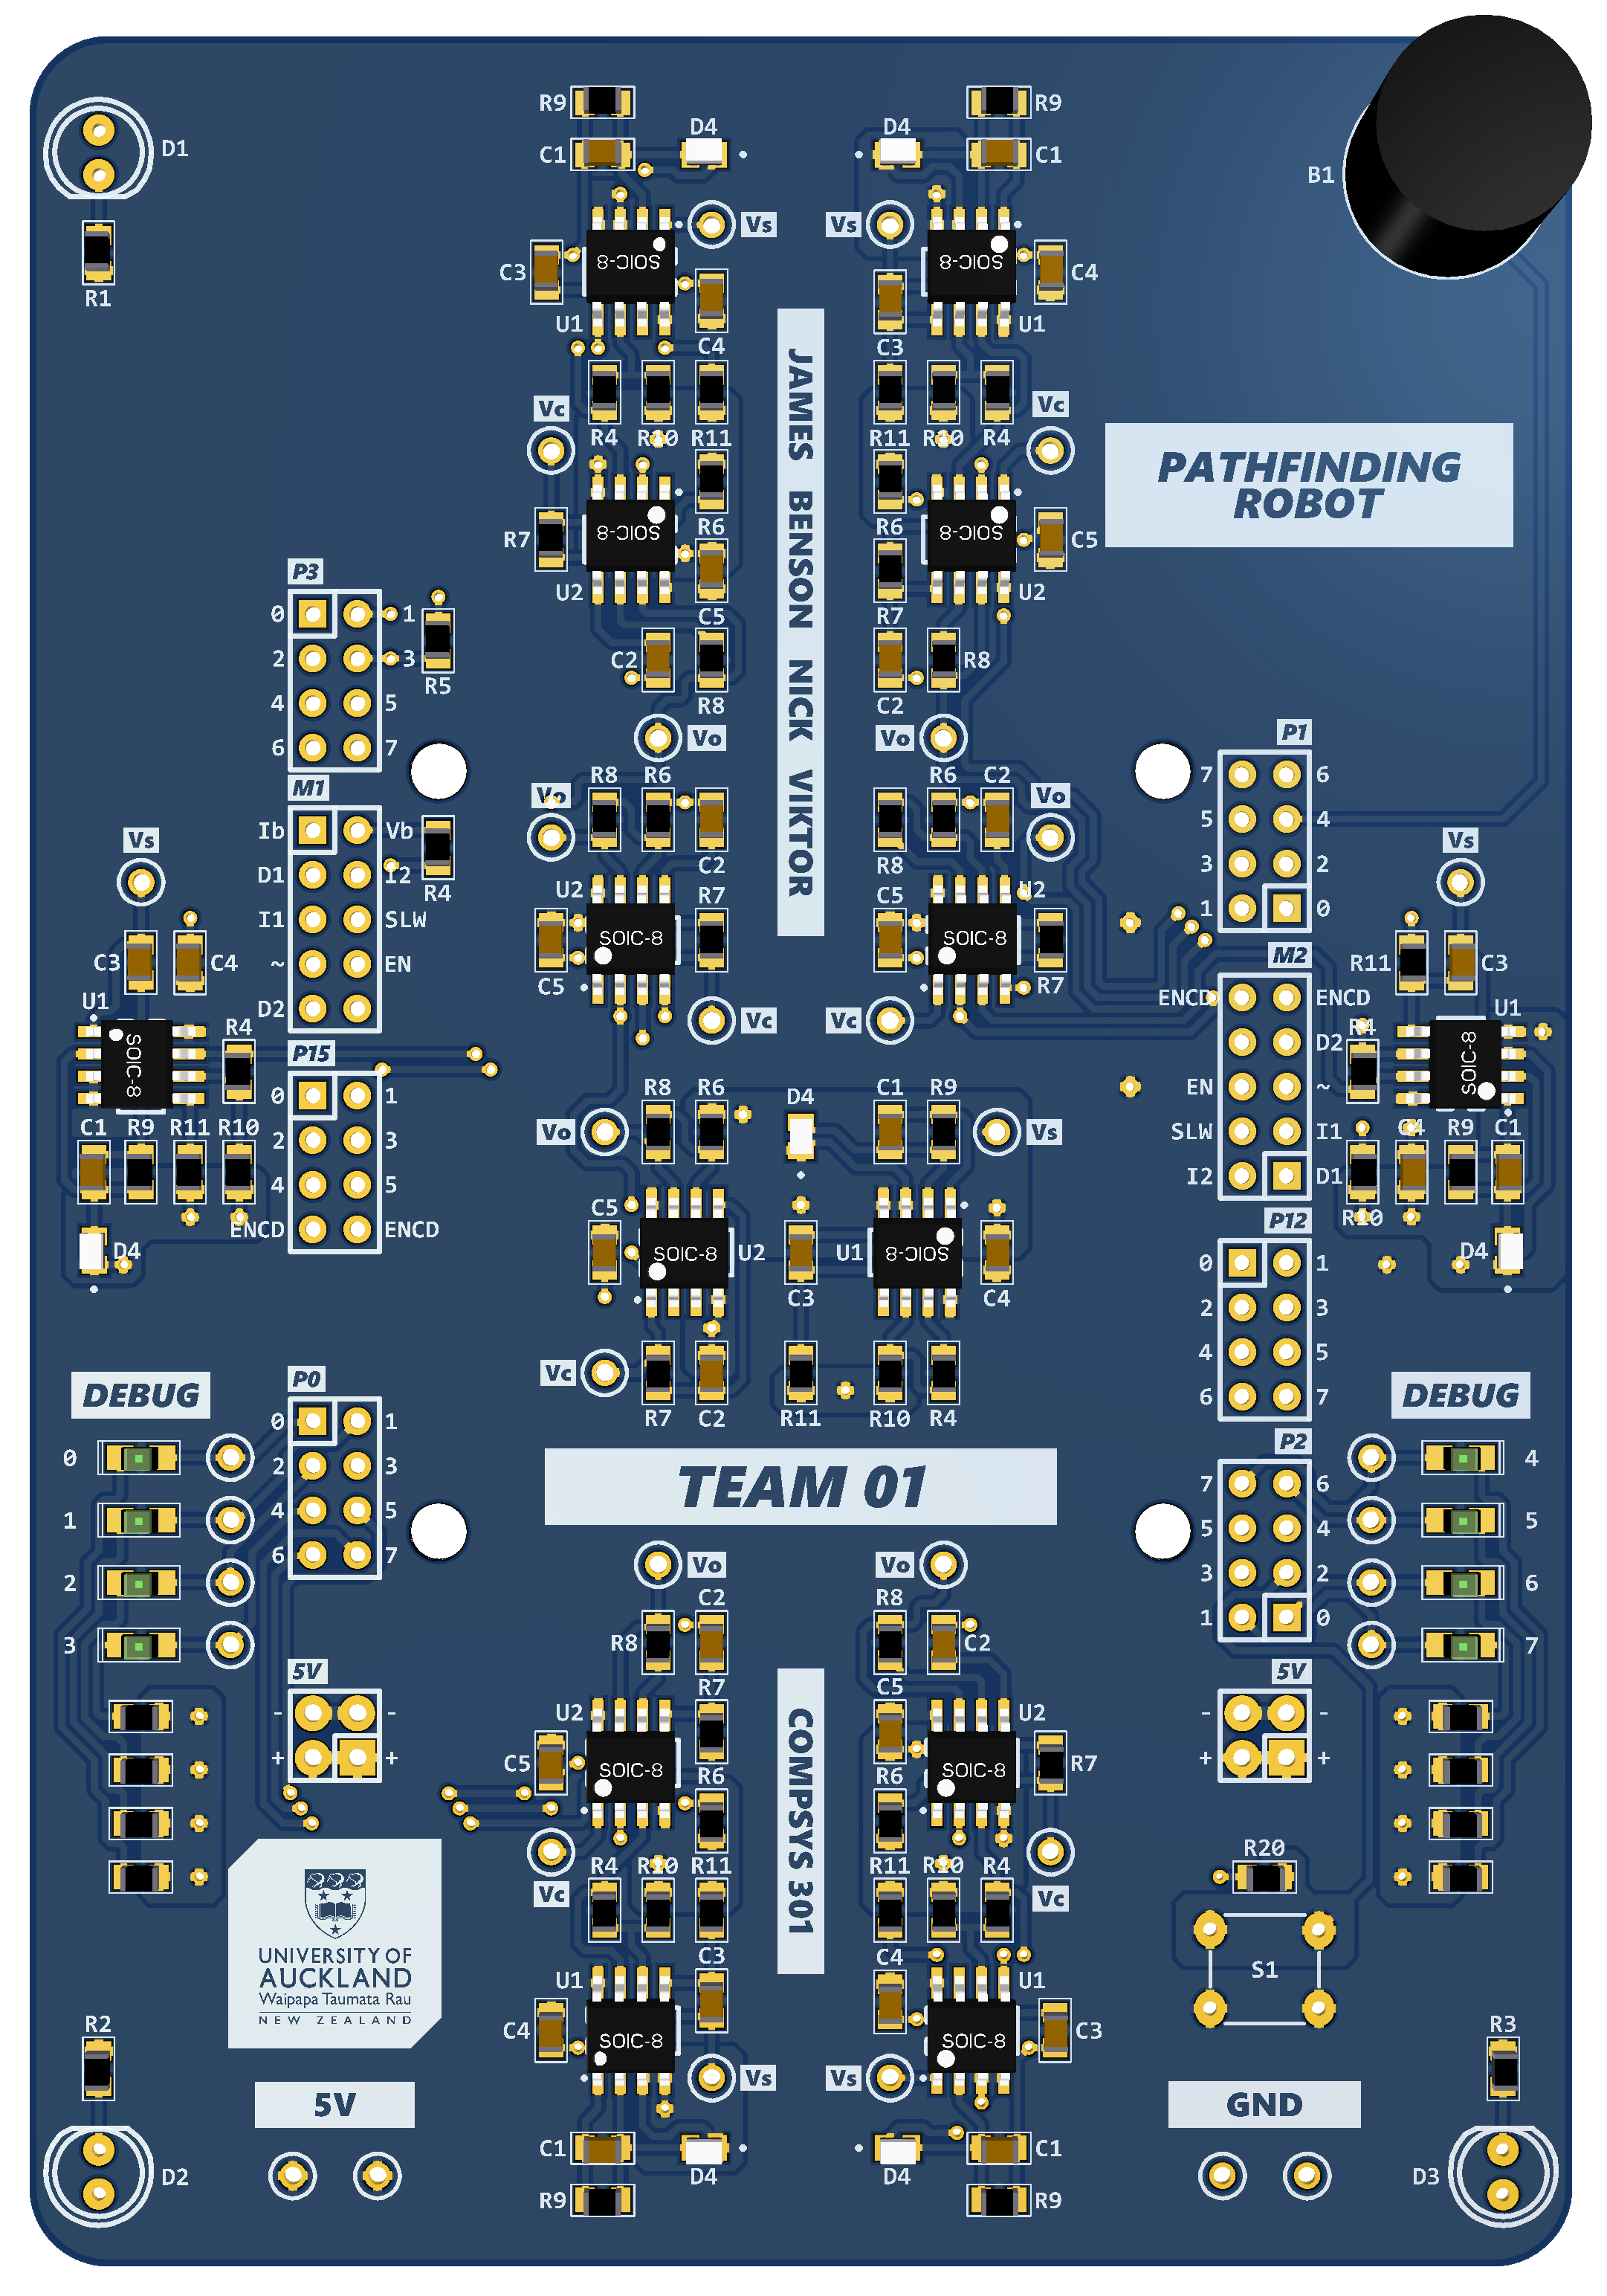 R9
R9
D4
D4
C1
C1
D1
B1
Vs
Vs
SOIC-8
SOIC-8
C3
C4
R1
U1
U1
C4
C3
JAMES BENSON NICK VIKTOR
Vc
Vc
R4
R10
R11
R11
R10
R4
PATHFINDING
ROBOT
SOIC-8
SOIC-8
R6
R6
R7
C5
P3
U2
U2
0
1
C5
R7
2
3
C2
R8
R5
4
5
R8
C2
6
7
P1
Vo
Vo
M1
R8
R6
R6
C2
7
6
Vo
Vo
5
4
Ib
Vb
Vs
Vs
C2
R8
3
2
D1
I2
U2
U2
R4
R7
1
0
I1
SLW
SOIC-8
SOIC-8
M2
C3
C4
~
EN
R11
C3
C5
C5
R7
ENCD
ENCD
U1
D2
U1
Vc
Vc
R4
R4
D2
P15
SOIC-8
SOIC-8
0
1
R8
R6
D4
C1
R9
EN
~
C1
R9
R11
R10
2
3
Vo
Vs
SLW
I1
C4
R9
C1
4
5
I2
D1
C5
R10
ENCD
ENCD
P12
D4
SOIC-8
U2
U1
SOIC-8
D4
0
1
C3
C4
2
3
Vc
4
5
P0
DEBUG
DEBUG
6
7
R7
C2
R11
R10
R4
0
1
P2
0
2
3
TEAM 01
7
6
4
4
5
1
5
4
5
6
7
Vo
Vo
2
3
2
6
R8
C2
R8
C2
1
0
3
7
5V
R7
C5
5V
-
-
U2
U2
-
-
+
+
C5
SOIC-8
SOIC-8
R7
+
+
R6
R6
COMPSYS 301
R20
R4
R10
R11
R11
R10
R4
Vc
Vc
UNIVERSITY OF
AUCKLAND
Waipapa Taumata Rau
NEW ZEALAND
C3
C4
S1
U1
U1
R2
R3
C4
SOIC-8
SOIC-8
C3
Vs
Vs
5V
GND
C1
C1
D2
D4
D4
D3
R9
R9